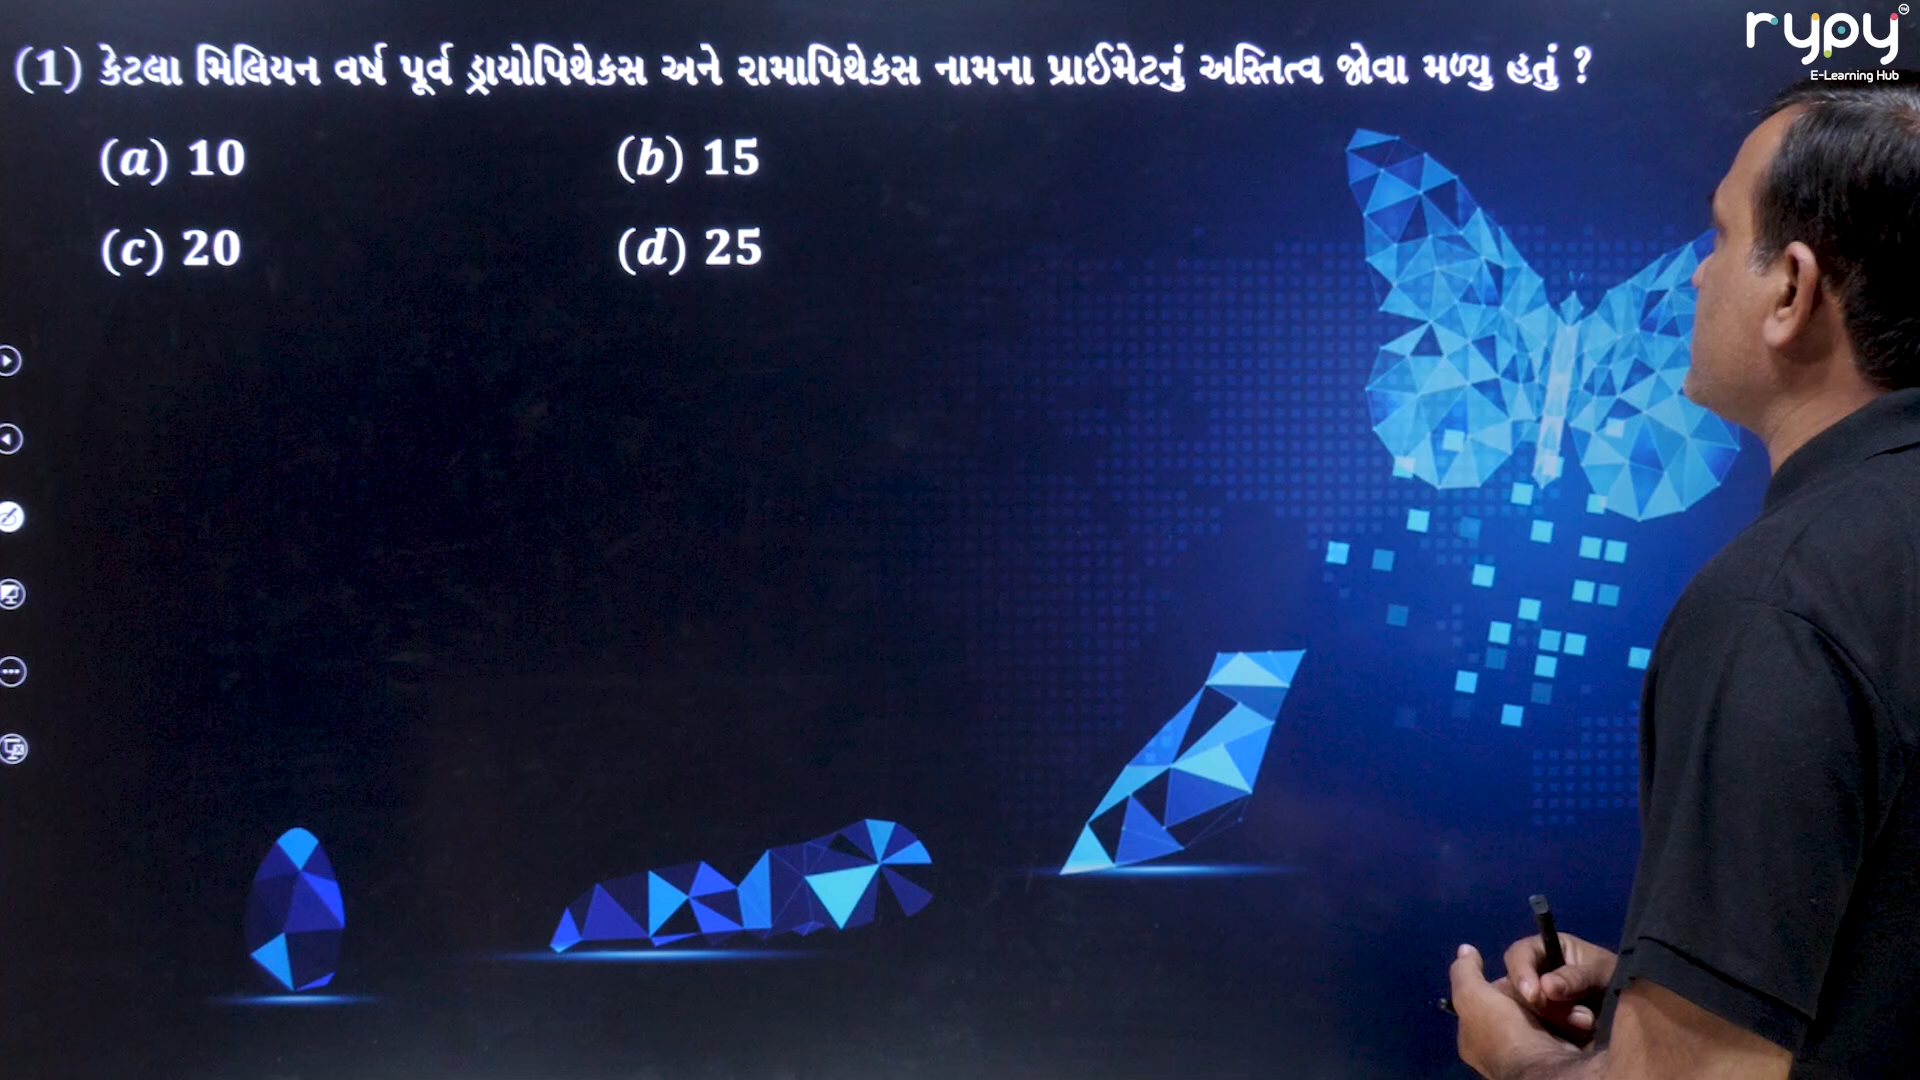 rypy
E-Learning Hub
(1) કેટલા મિલિયન વર્ષ પૂર્વ ડ્રાયોપિથેકસ અને રામાપિથેકસ નામના પ્રાઈમેટનું અસ્તિત્વ જોવા મળ્યુ હતું ?
(a) 10 (b) 15
(c) 20 (d) 25